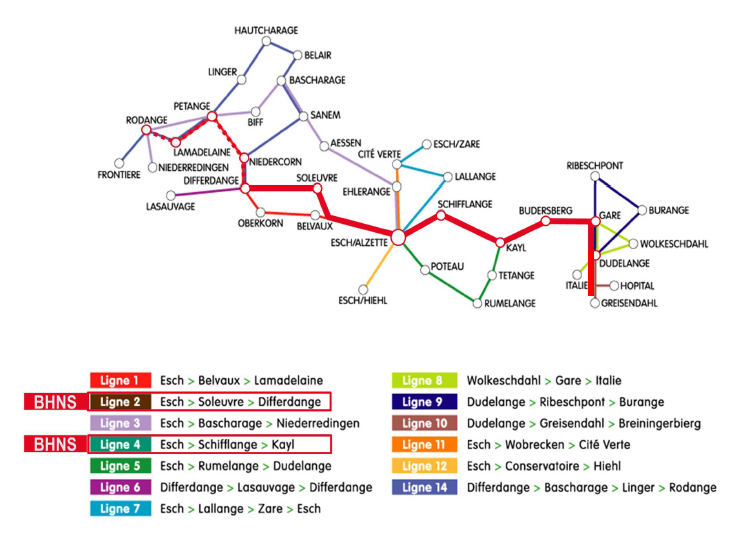 HAUTCHARAGE
BELAIR
LINGER
BASCHARAGE
PETANGE
RODANGE
BIFF
SANEM
LAMADELAINE
AESSEN
ESCH/ZARE
CITÉ VERTE
NIEDERCORN
FRONTIERE
NIEDERREDINGEN
RIBESCHPONT
DIFFERDANGE
SOLEUVRE
LALLANGE
EHLERANGE
LASAUVAGE
SCHIFFLANGE
BUDERSBERG
GARE
BURANGE
OBERKORN
BELVAUX
ESCH/ALZETTE
KAYL
WOLKESCHDAHL
DUDELANGE
POTEAU
TETANGE
ITALIE
HOPITAL
ESCH/HIEHL
RUMELANGE
GREISENDAHL
Ligne 1 Esch > Belvaux > Lamadelaine
BHNS Ligne 2 Esch > Soleuvre > Differdange
Ligne 3 Esch > Bascharage > Niederredingen
BHNS Ligne 4 Esch > Schifflange > Kayl
Ligne 5 Esch > Rumelange > Dudelange
Ligne 6 Differdange > Lasauvage > Differdange
Ligne 7 Esch > Lallange > Zare > Esch
Ligne 8 Wolkeschdahl > Gare > Italie
Ligne 9 Dudelange > Ribeschpont > Burange
Ligne 10 Dudelange > Greisendahl > Breiningerbierg
Ligne 11 Esch > Wobrecken > Cité Verte
Ligne 12 Esch > Conservatoire > Hiehl
Ligne 14 Differdange > Bascharage > Linger > Rodange